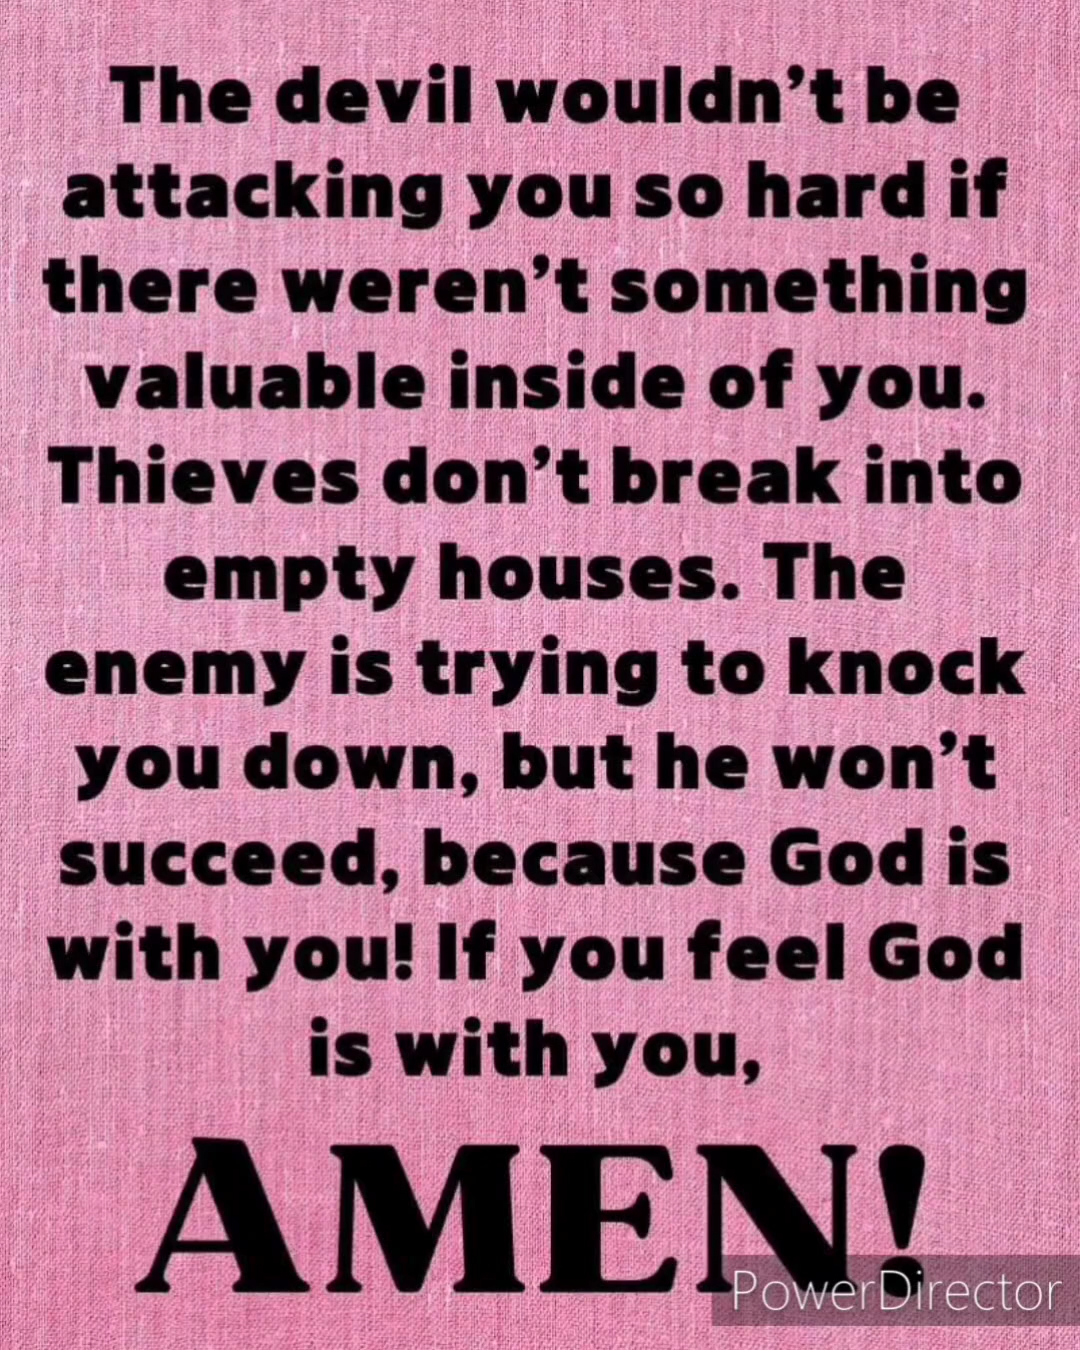 The devil wouldn’t be
attacking you so hard if
there weren’t something
valuable inside of you.
Thieves don’t break into
empty houses. The
enemy is trying to knock
you down, but he won’t
succeed, because God is
with you! If you feel God
is with you,
AMEN!
PowerDirector